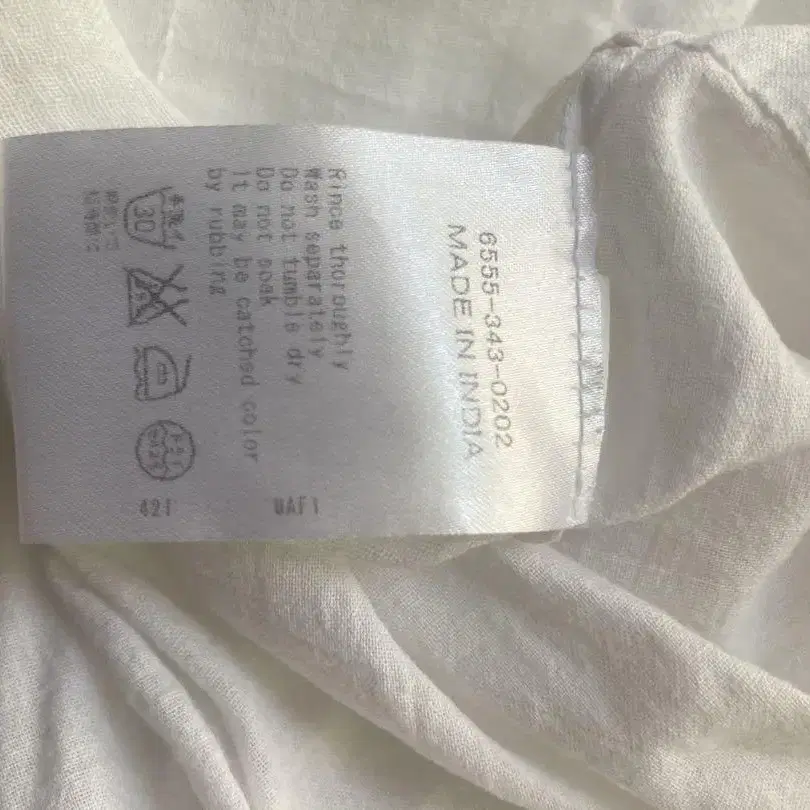 6555-343-0202
MADE IN INDIA
Rince thoroughly
Wash separately
Do not tumble dry
Do not soak
It may be catched color
by rubbing
30
421